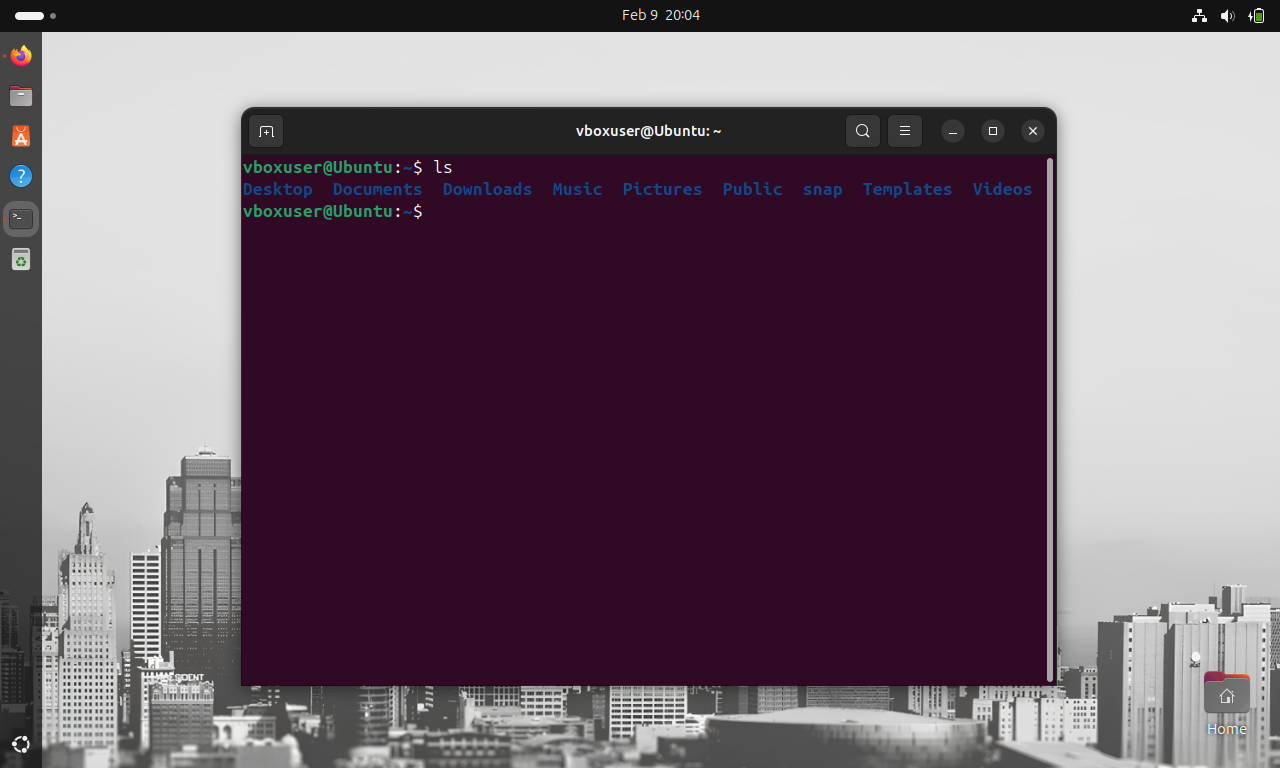 Feb 9 20:04
vboxuser@Ubuntu: ~
vboxuser@Ubuntu:~$ ls
Desktop Documents Downloads Music Pictures Public snap Templates Videos
vboxuser@Ubuntu:~$
PRESIDENT
Home